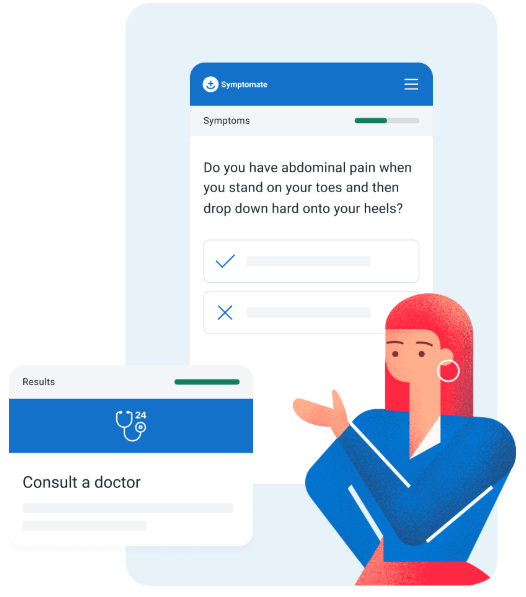 Symptomate
Symptoms
Do you have abdominal pain when
you stand on your toes and then
drop down hard onto your heels?
Results
24
Consult a doctor